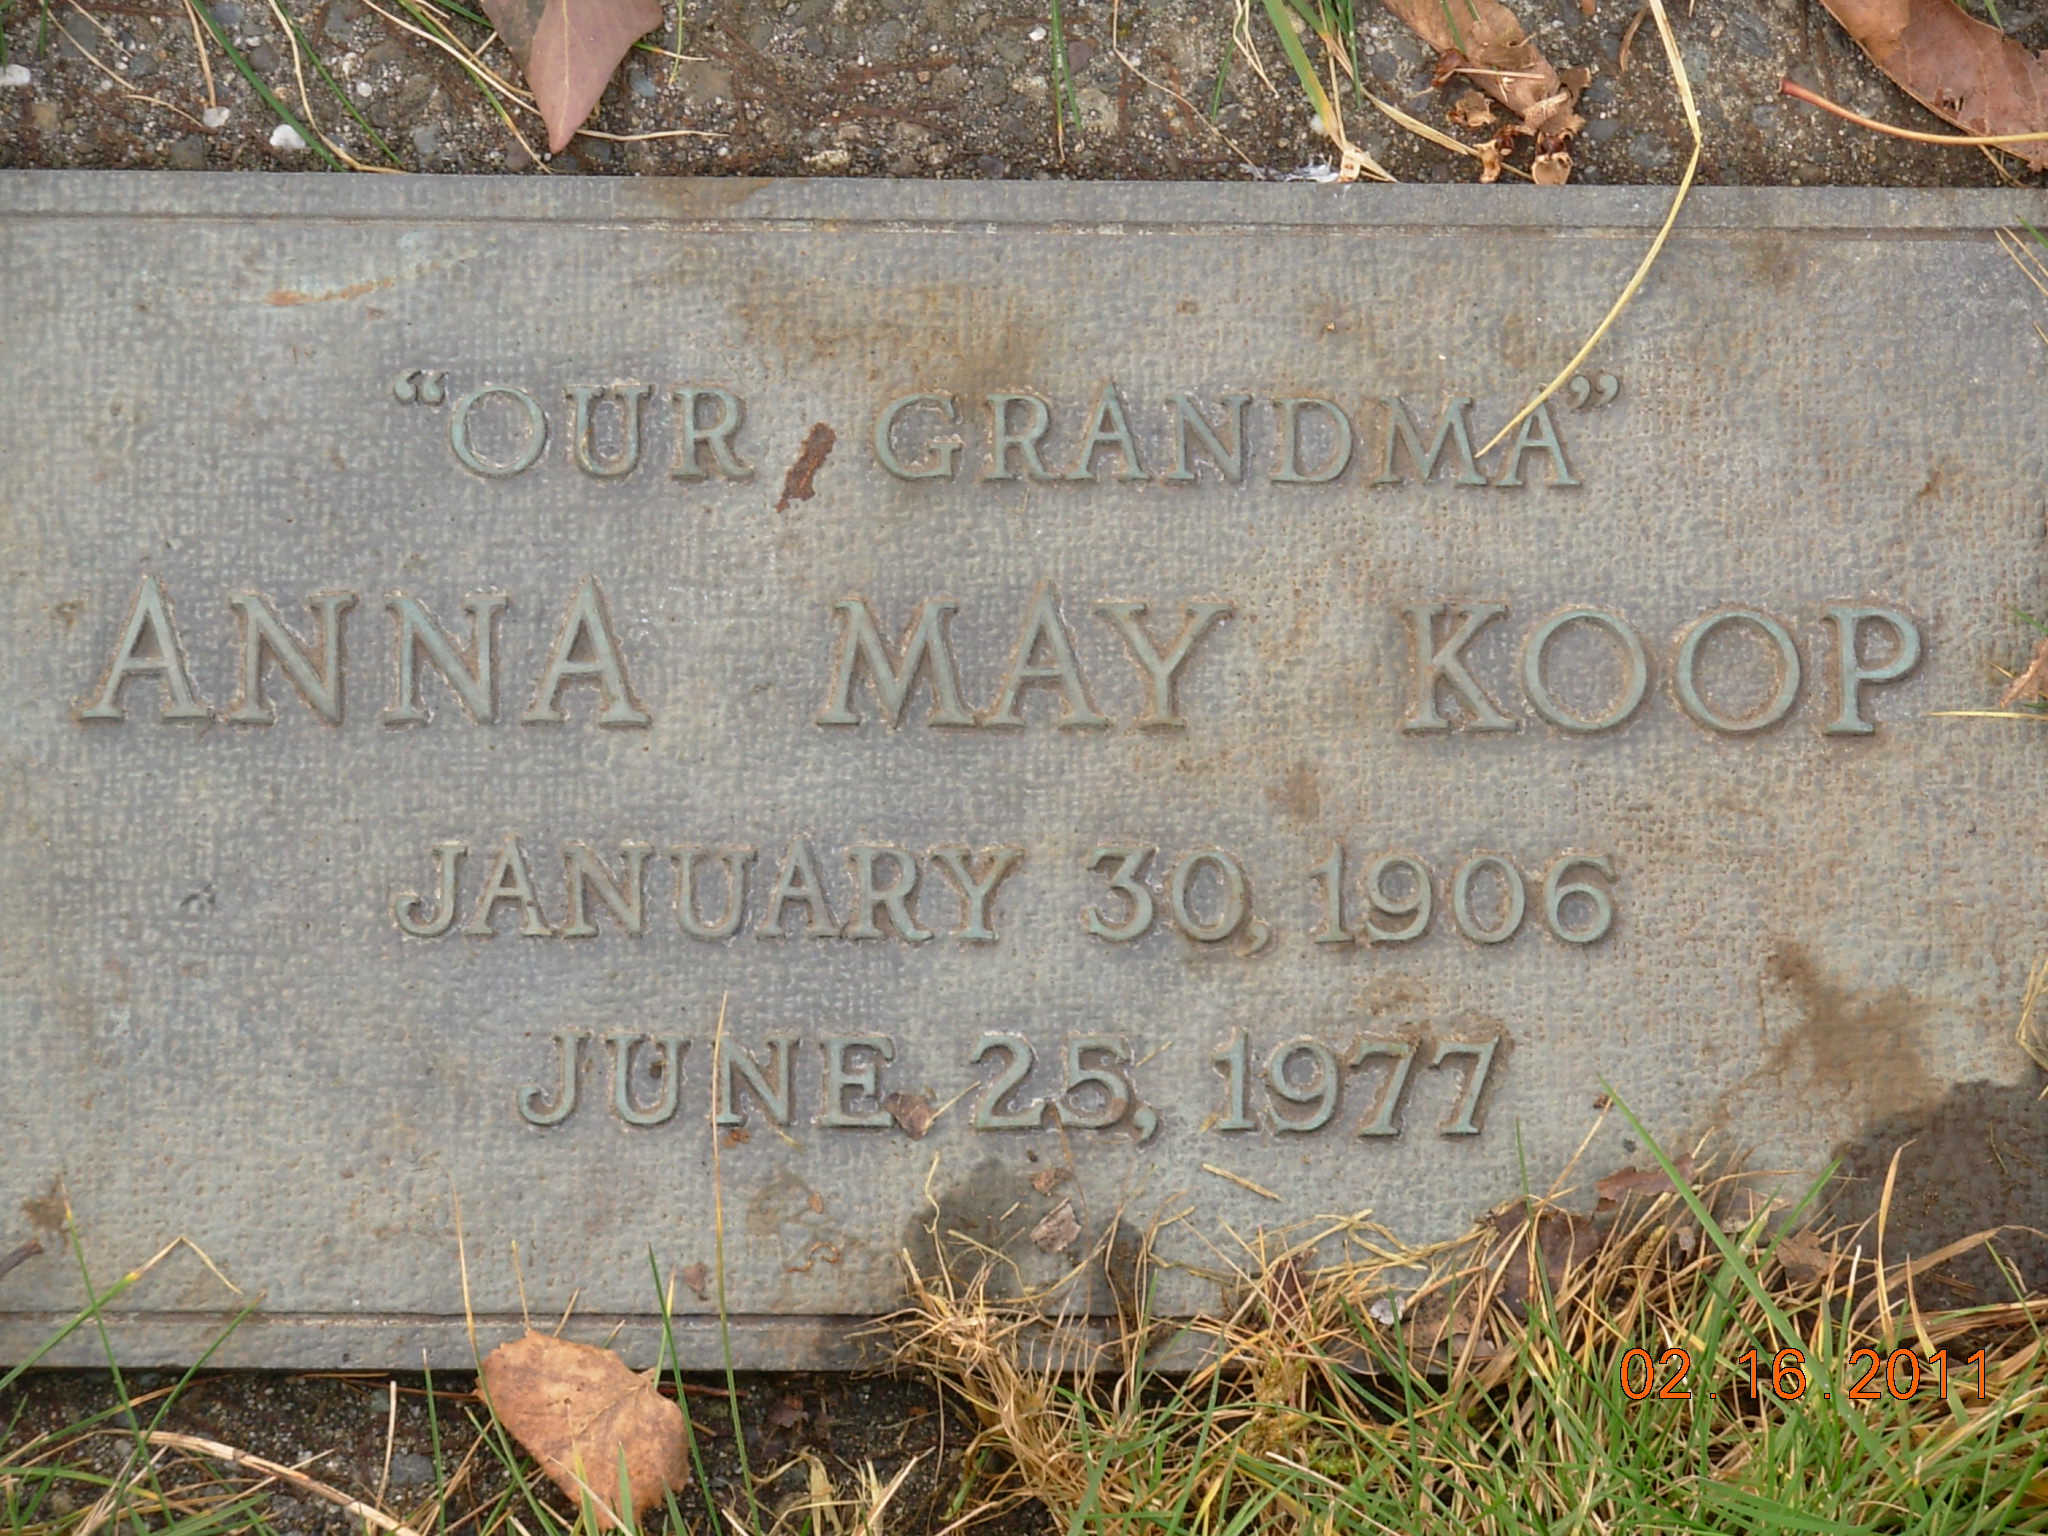 “OUR GRANDMA”
ANNA MAY KOOP
JANUARY 30, 1906
JUNE 25, 1977
02.16.2011